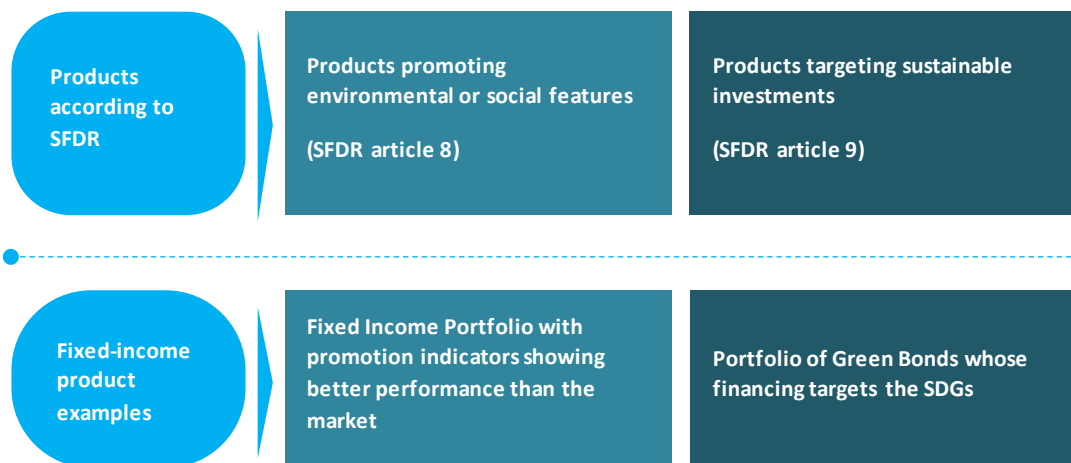 Products
according to
SFDR
Products promoting
environmental or social features
(SFDR article 8)
Products targeting sustainable
investments
(SFDR article 9)
Fixed-income
product
examples
Fixed Income Portfolio with
promotion indicators showing
better performance than the
market
Portfolio of Green Bonds whose
financing targets the SDGs